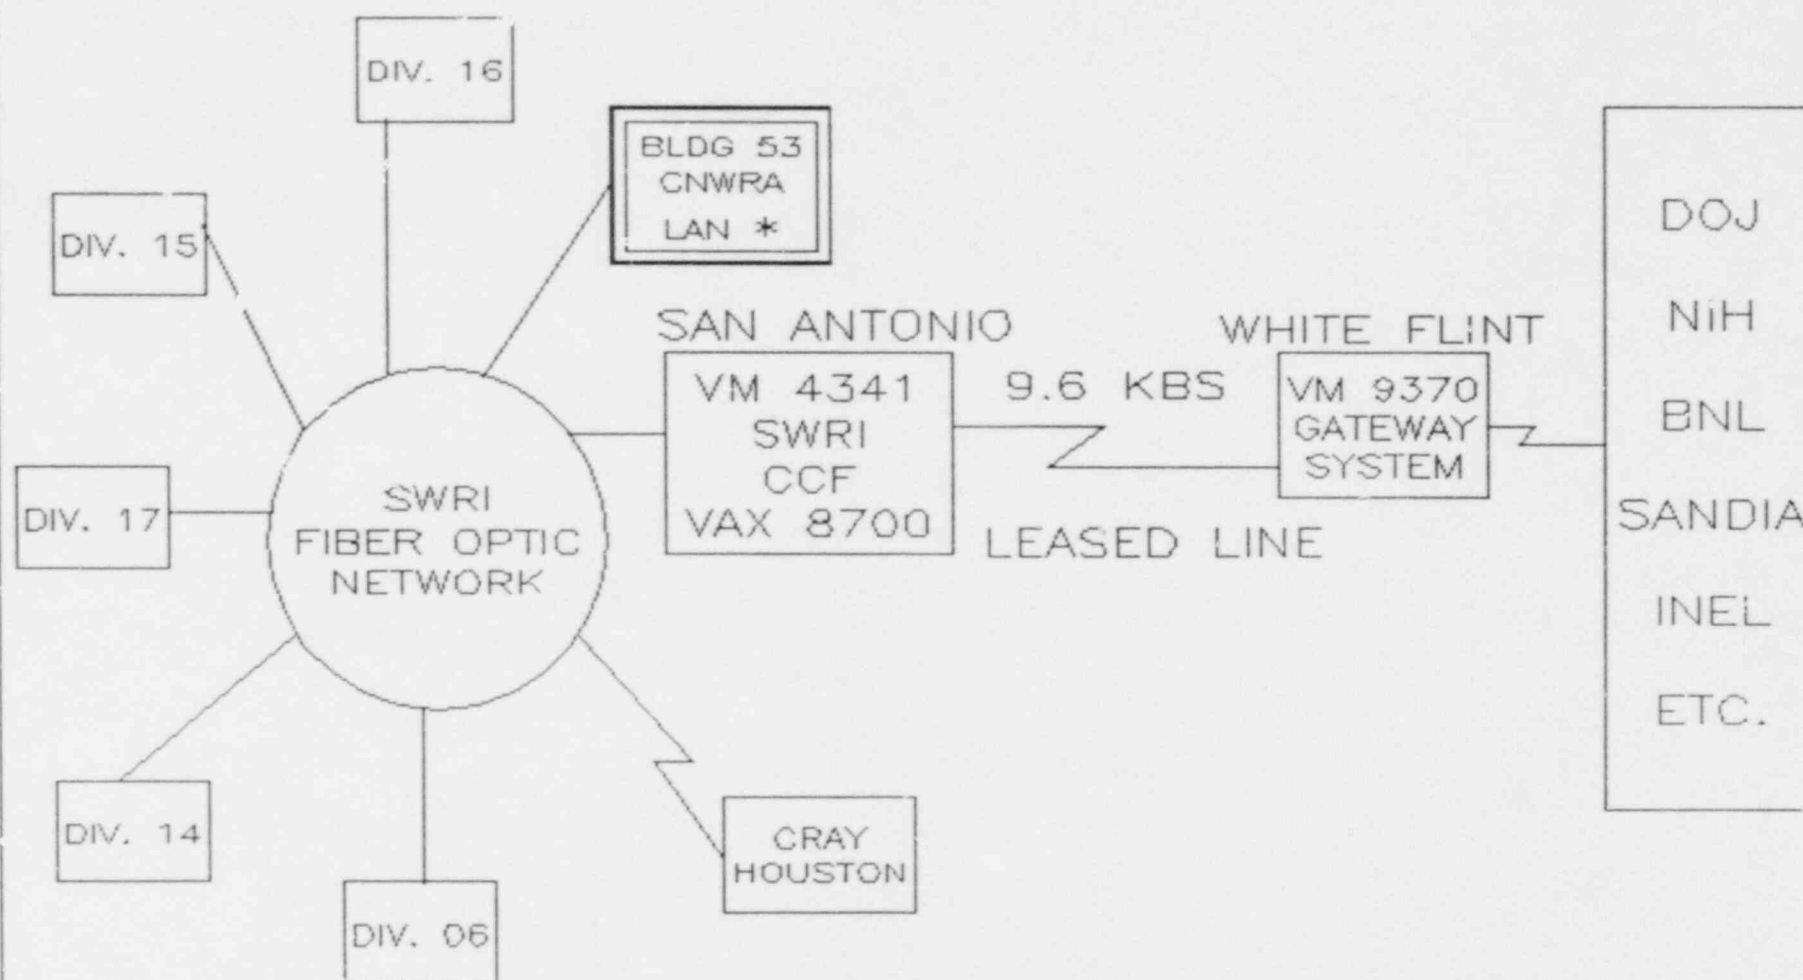 DIV. 16
BLDG 53
CNWRA
LAN *
DIV. 15
SAN ANTONIO
VM 4341
SWRI
CCF
VAX 8700
9.6 KBS
LEASED LINE
WHITE FLINT
VM 9370
GATEWAY
SYSTEM
DOJ
NiH
BNL
SANDIA
INEL
ETC.
DIV. 17
SWRI
FIBER OPTIC
NETWORK
DIV. 14
CRAY
HOUSTON
DIV. 06